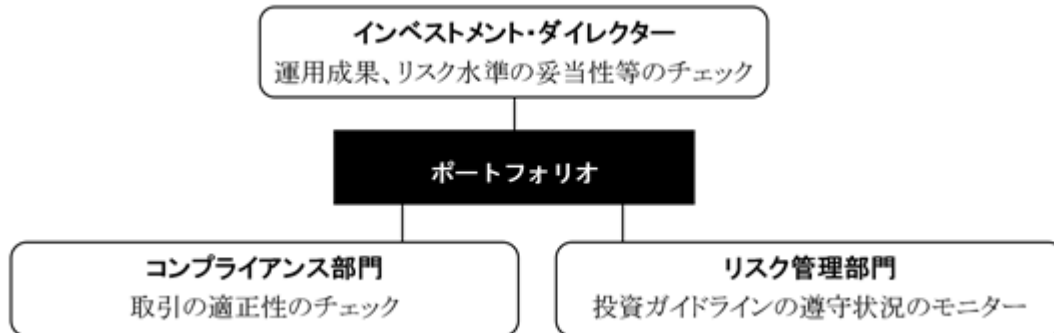 インベストメント・ダイレクター
運用成果、リスク水準の妥当性等のチェック
ポートフォリオ
コンプライアンス部門
取引の適正性のチェック
リスク管理部門
投資ガイドラインの遵守状況のモニター